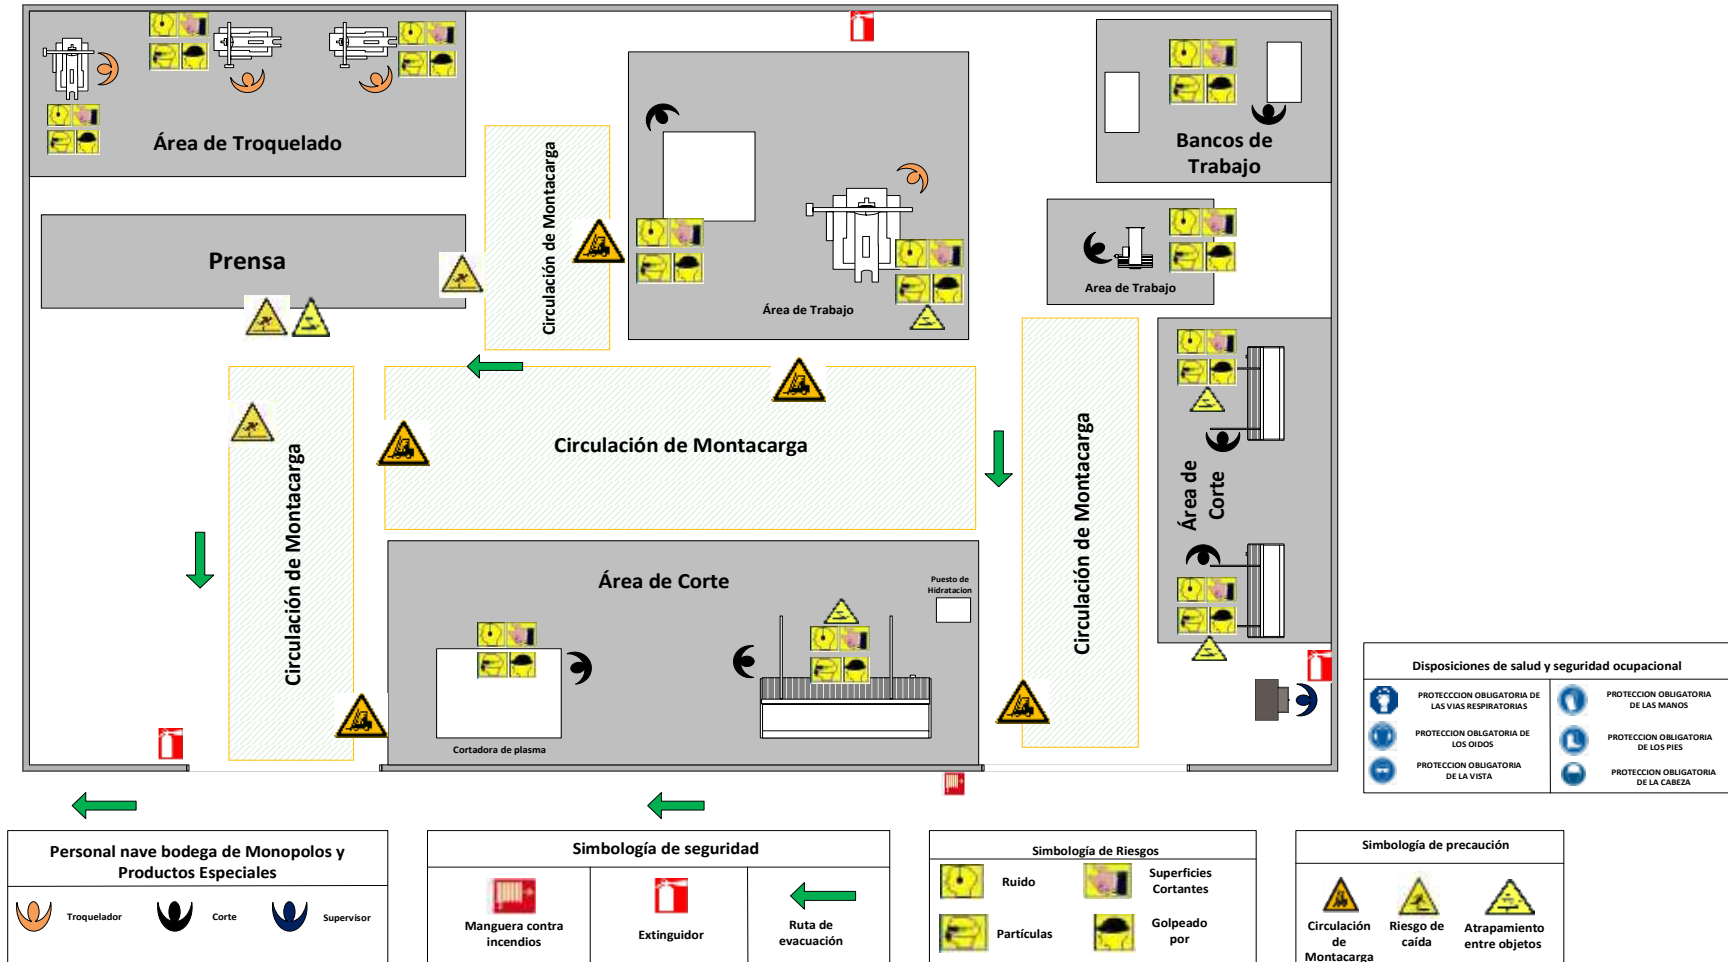 Área de Troquelado
Prensa
Circulación de Montacarga
Área de Trabajo
Bancos de
Trabajo
Area de Trabajo
Circulación de Montacarga
Circulación de Montacarga
Circulación de Montacarga
Área de
Corte
Área de Corte
Puesto de
Hidratacion
Cortadora de plasma
Disposiciones de salud y seguridad ocupacional
PROTECCCION OBLIGATORIA DE
LAS VIAS RESPIRATORIAS
PROTECCION OBLIGATORIA
DE LAS MANOS
PROTECCION OBLGATORIA DE
LOS OIDOS
PROTECCION OBLIGATORIA
DE LOS PIES
PROTECCION OBLIGATORIA
DE LA VISTA
PROTECCION OBLIGATORIA
DE LA CABEZA
Personal nave bodega de Monopolos y
Productos Especiales
Troquelador
Corte
Supervisor
Simbología de seguridad
Manguera contra
incendios
Extinguidor
Ruta de
evacuación
Simbología de Riesgos
Ruido
Superficies
Cortantes
Partículas
Golpeado
por
Simbología de precaución
Circulación
de
Montacarga
Riesgo de
caída
Atrapamiento
entre objetos